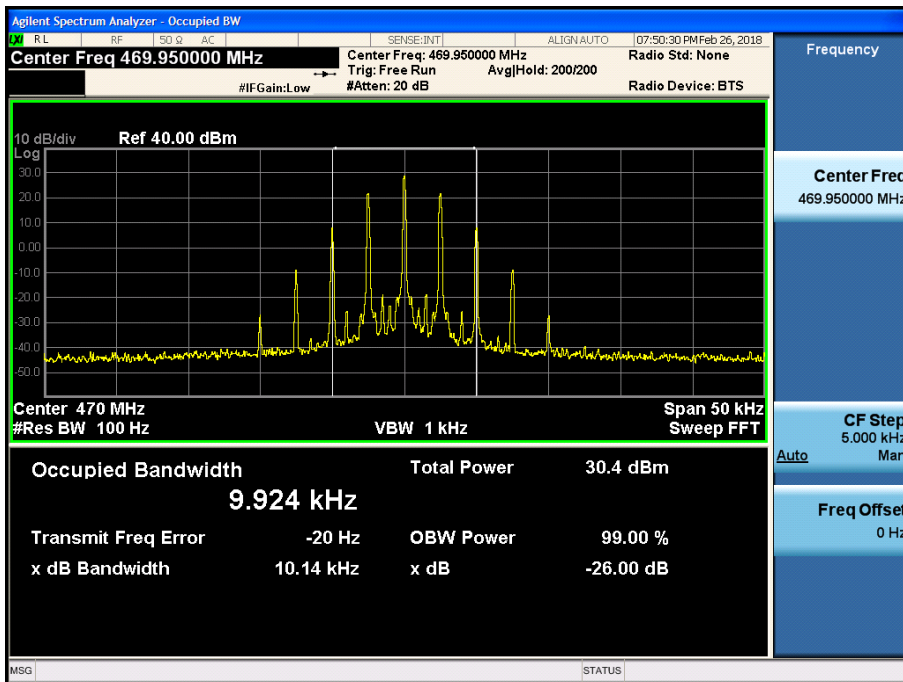 Agilent Spectrum Analyzer - Occupied BW
LXI RL RF 50 Ω AC SENSE:INT ALIGN AUTO 07:50:30 PM Feb 26, 2018
Center Freq 469.950000 MHz
Center Freq: 469.950000 MHz Radio Std: None
Trig: Free Run Avg|Hold: 200/200
#IFGain:Low #Atten: 20 dB Radio Device: BTS
10 dB/div Ref 40.00 dBm
Log
30.0
20.0
10.0
0.00
-10.0
-20.0
-30.0
-40.0
-50.0
Center 470 MHz Span 50 kHz
#Res BW 100 Hz VBW 1 kHz Sweep FFT
Occupied Bandwidth Total Power 30.4 dBm
9.924 kHz
Transmit Freq Error -20 Hz OBW Power 99.00 %
x dB Bandwidth 10.14 kHz x dB -26.00 dB
Frequency
Center Freq
469.950000 MHz
CF Step
5.000 kHz
Auto Man
Freq Offset
0 Hz
MSG STATUS